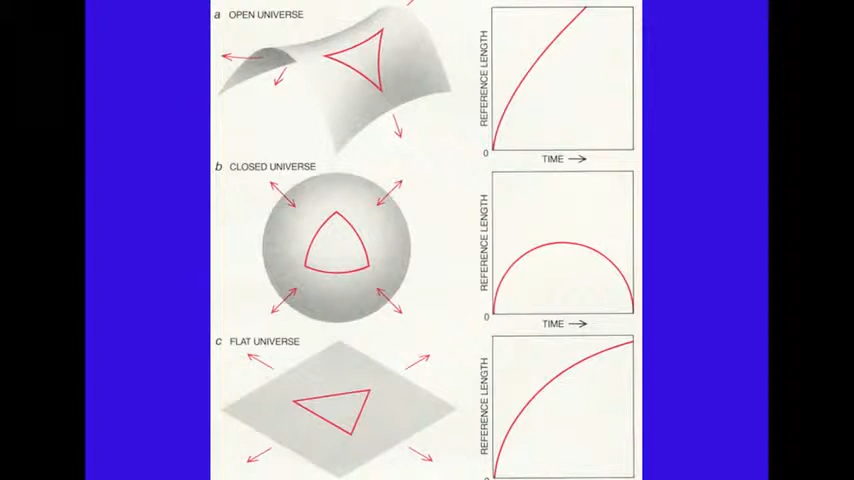 a OPEN UNIVERSE
REFERENCE LENGTH
0
TIME →
b CLOSED UNIVERSE
REFERENCE LENGTH
0
TIME →
c FLAT UNIVERSE
REFERENCE LENGTH
0